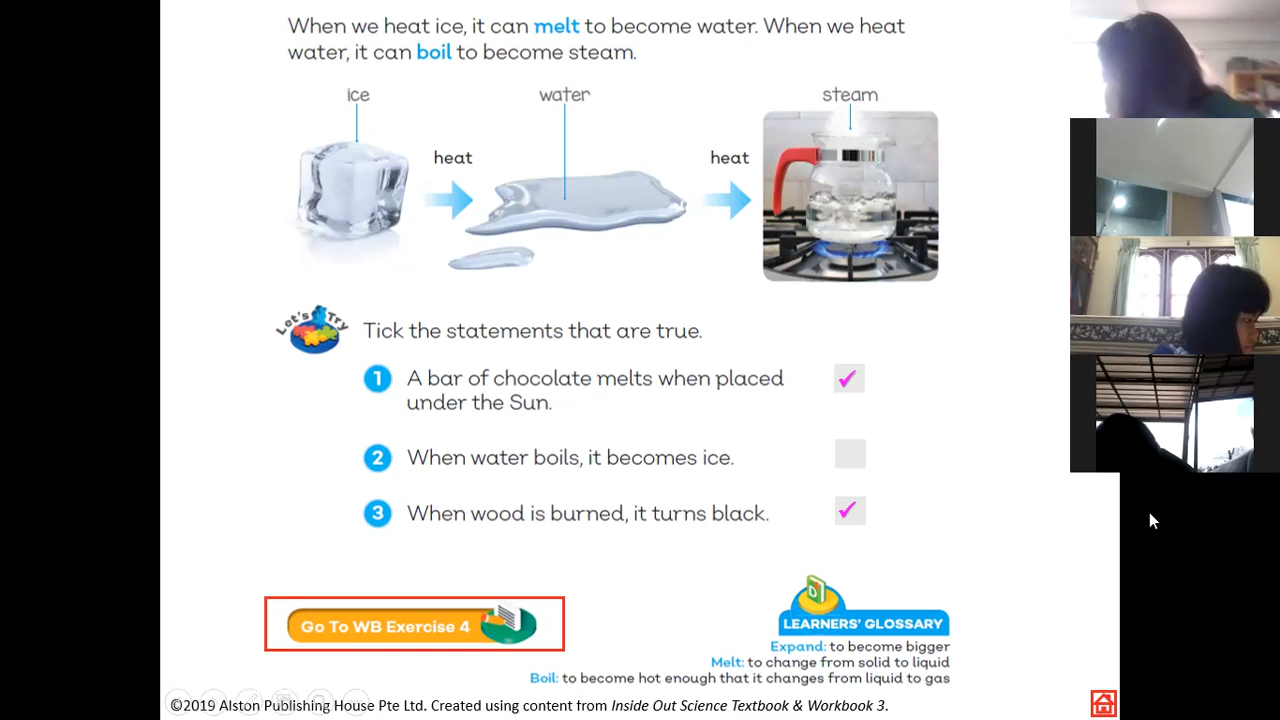 When we heat ice, it can melt to become water. When we heat
water, it can boil to become steam.
ice
water
steam
heat
heat
Let's Try
Tick the statements that are true.
1 A bar of chocolate melts when placed
under the Sun.
2 When water boils, it becomes ice.
3 When wood is burned, it turns black.
Go To WB Exercise 4
LEARNERS' GLOSSARY
Expand: to become bigger
Melt: to change from solid to liquid
Boil: to become hot enough that it changes from liquid to gas
©2019 Alston Publishing House Pte Ltd. Created using content from Inside Out Science Textbook & Workbook 3.